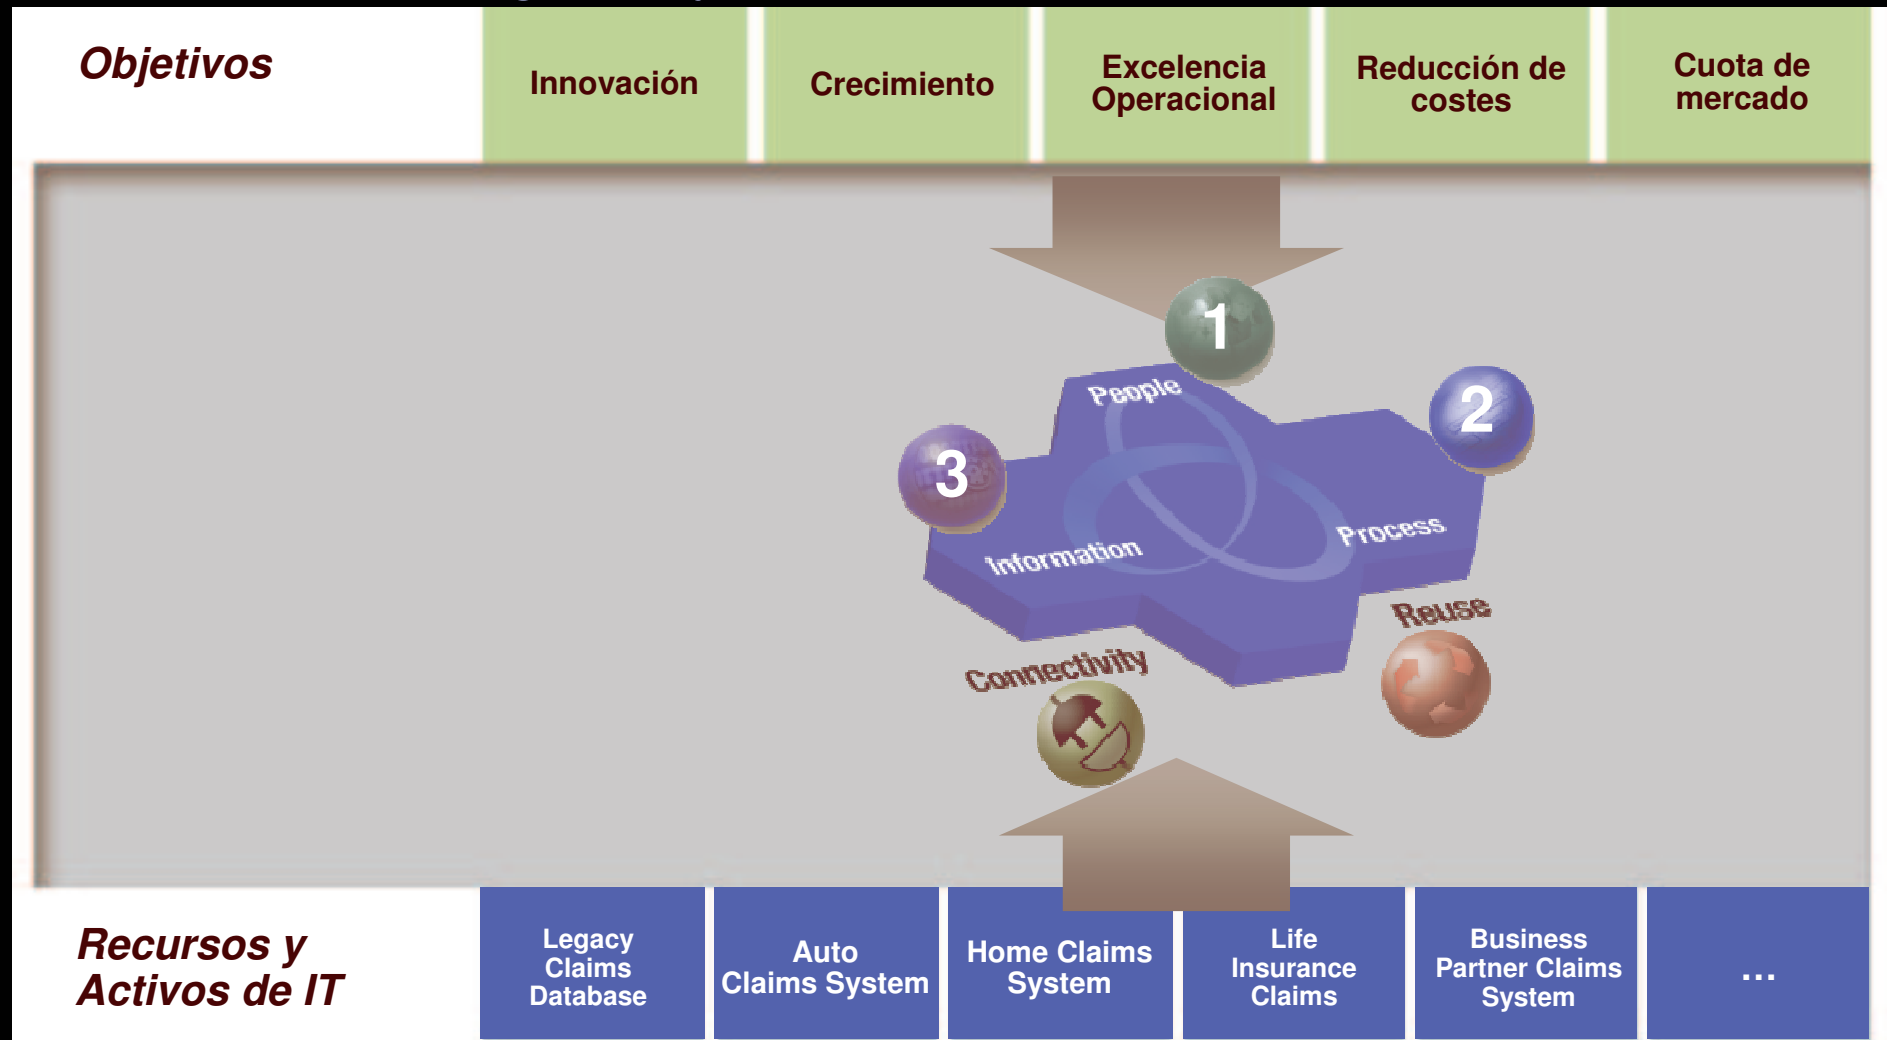 Objetivos
Innovación
Crecimiento
Excelencia
Operacional
Reducción de
costes
Cuota de
mercado
1
2
3
People
Process
Information
Reuse
Connectivity
Recursos y
Activos de IT
Legacy
Claims
Database
Auto
Claims System
Home Claims
System
Life
Insurance
Claims
Business
Partner Claims
System
...